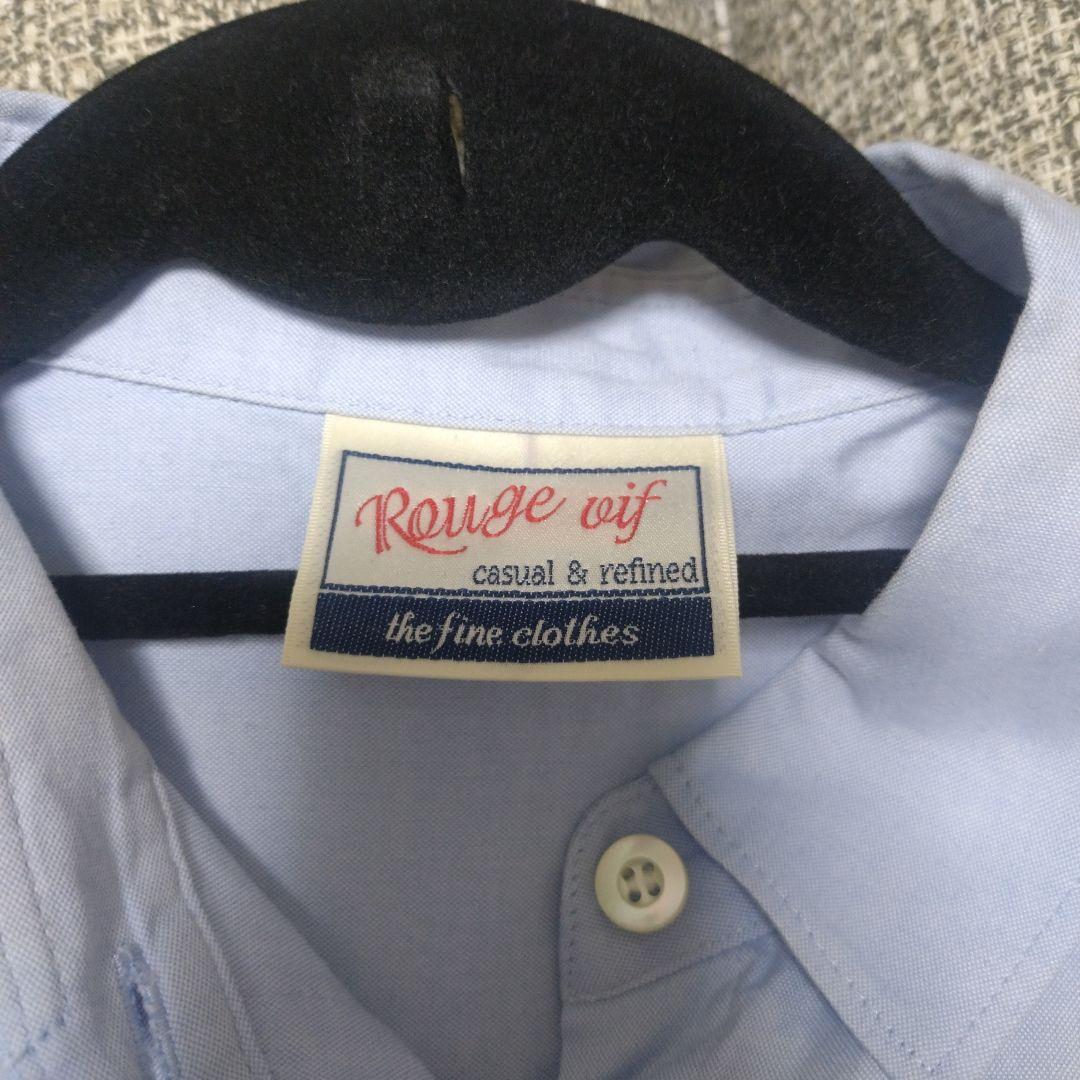 Rouge vif
casual & refined
the fine clothes